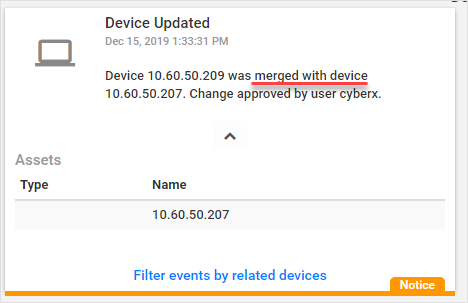 Device Updated
Dec 15, 2019 1:33:31 PM
Device 10.60.50.209 was merged with device
10.60.50.207. Change approved by user cyberx.
Assets
Type Name
10.60.50.207
Filter events by related devices
Notice